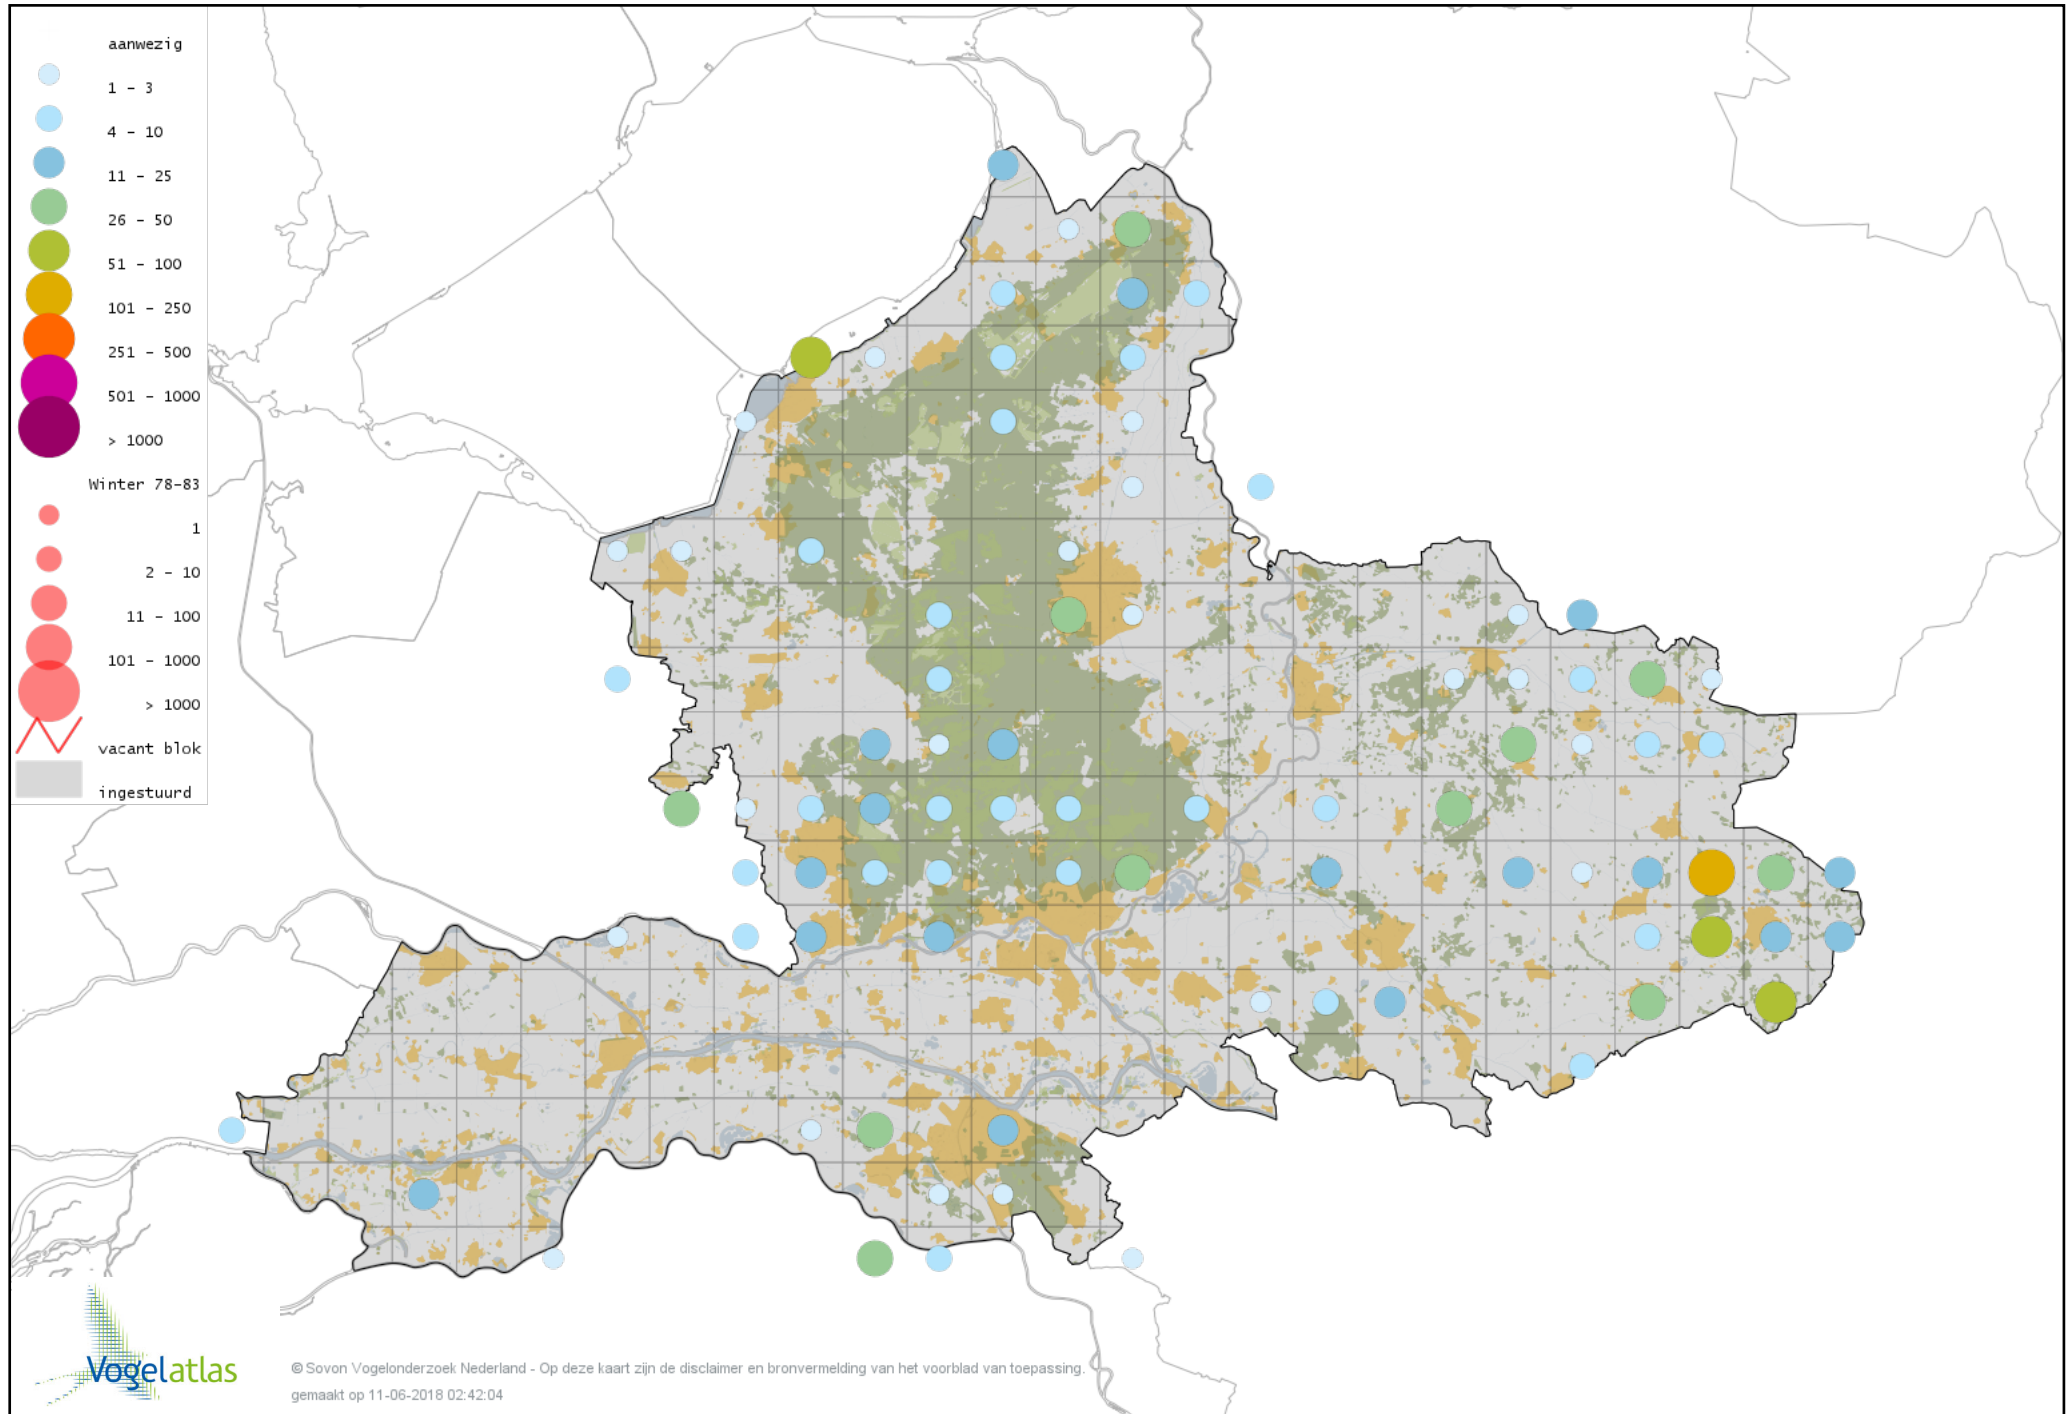 aanwezig
1 - 3
4 - 10
11 - 25
26 - 50
51 - 100
101 - 250
251 - 500
501 - 1000
> 1000
Winter 78-83
1
2 - 10
11 - 100
101 - 1000
> 1000
vacant blok
ingestuurd
Vogelatlas
© Sovon Vogelonderzoek Nederland - Op deze kaart zijn de disclaimer en bronvermelding van het voorblad van toepassing.
gemaakt op 11-06-2018 02:42:04